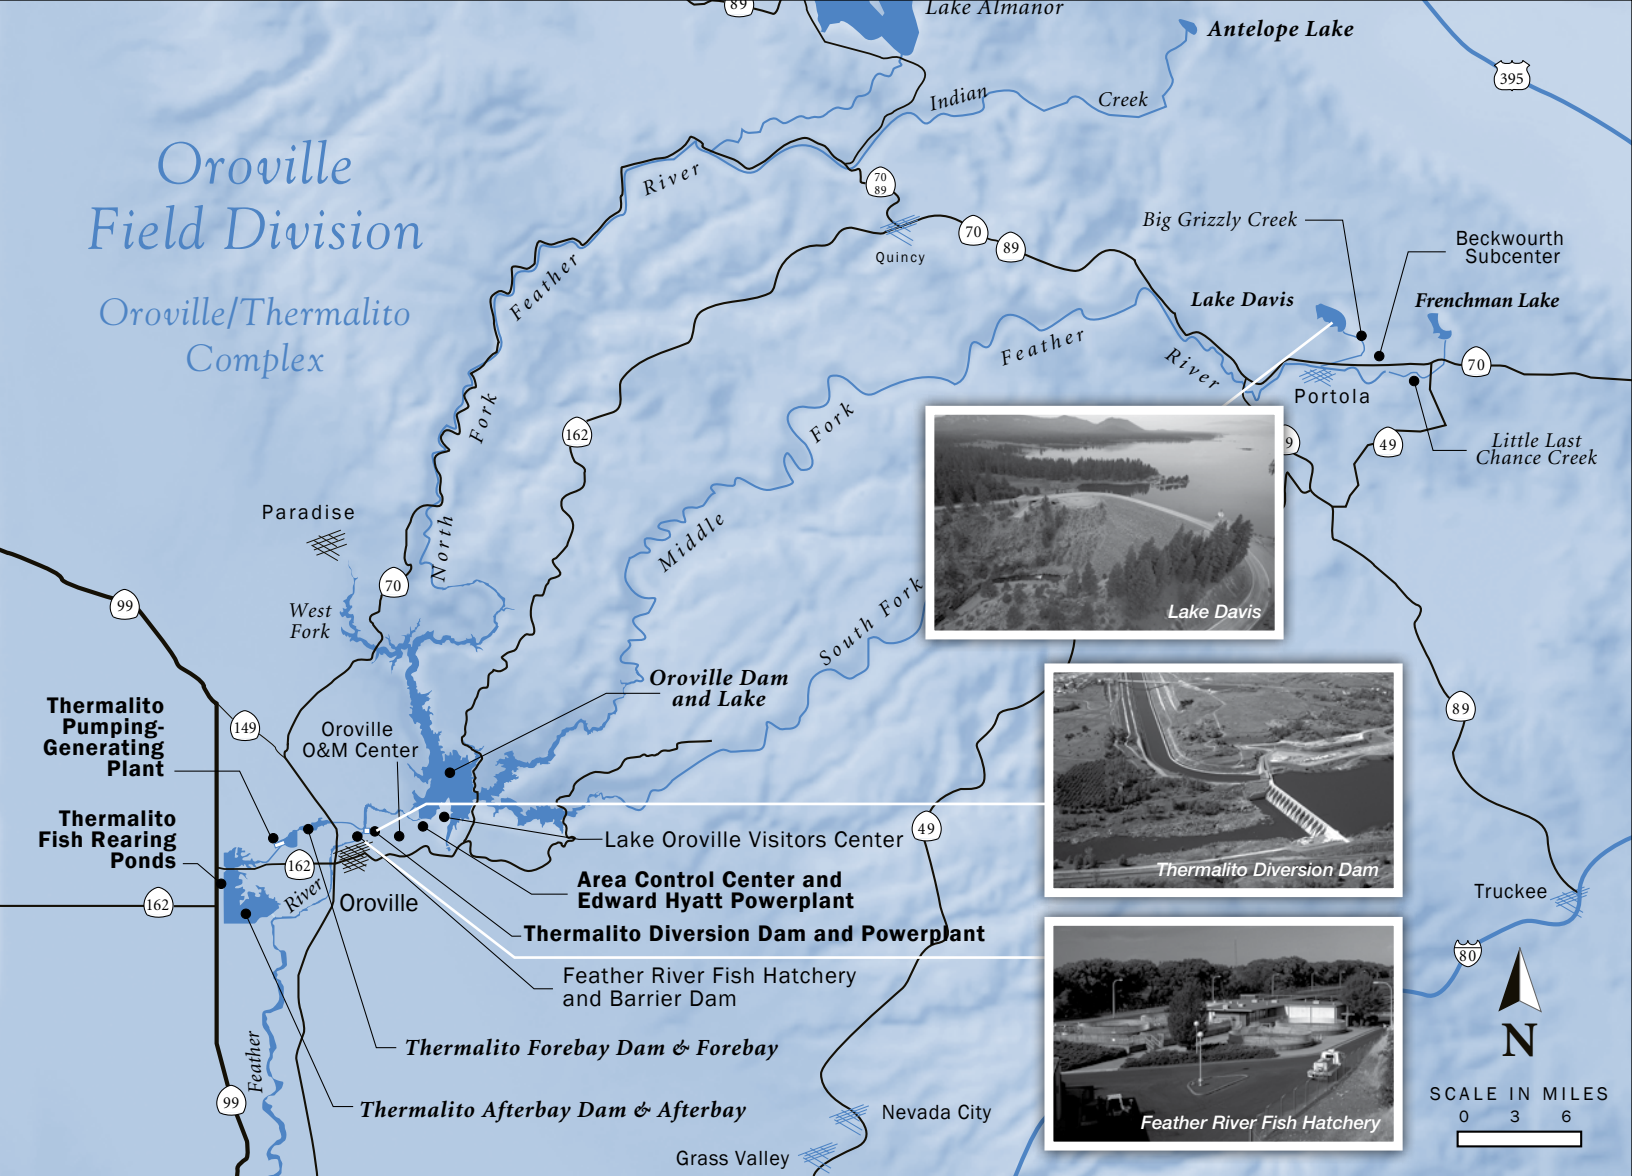 89
Lake Almanor
Antelope Lake
395
Indian
Creek
Oroville
Field Division
Oroville/Thermalito
Complex
River
70
89
Feather
Quincy
70
89
Big Grizzly Creek
Beckwourth
Subcenter
Lake Davis
Frenchman Lake
Feather
River
70
Portola
Fork
Fork
162
9
49
Little Last
Chance Creek
Paradise
North
Middle
70
99
West
Fork
South Fork
Lake Davis
Oroville Dam
and Lake
Thermalito
Pumping-
Generating
Plant
149
Oroville
O&M Center
89
Thermalito
Fish Rearing
Ponds
Lake Oroville Visitors Center
49
162
Thermalito Diversion Dam
Area Control Center and
Edward Hyatt Powerplant
162
River
Oroville
Truckee
Thermalito Diversion Dam and Powerplant
80
Feather River Fish Hatchery
and Barrier Dam
N
Thermalito Forebay Dam & Forebay
Feather
99
Thermalito Afterbay Dam & Afterbay
Nevada City
Feather River Fish Hatchery
Grass Valley
SCALE IN MILES
0 3 6